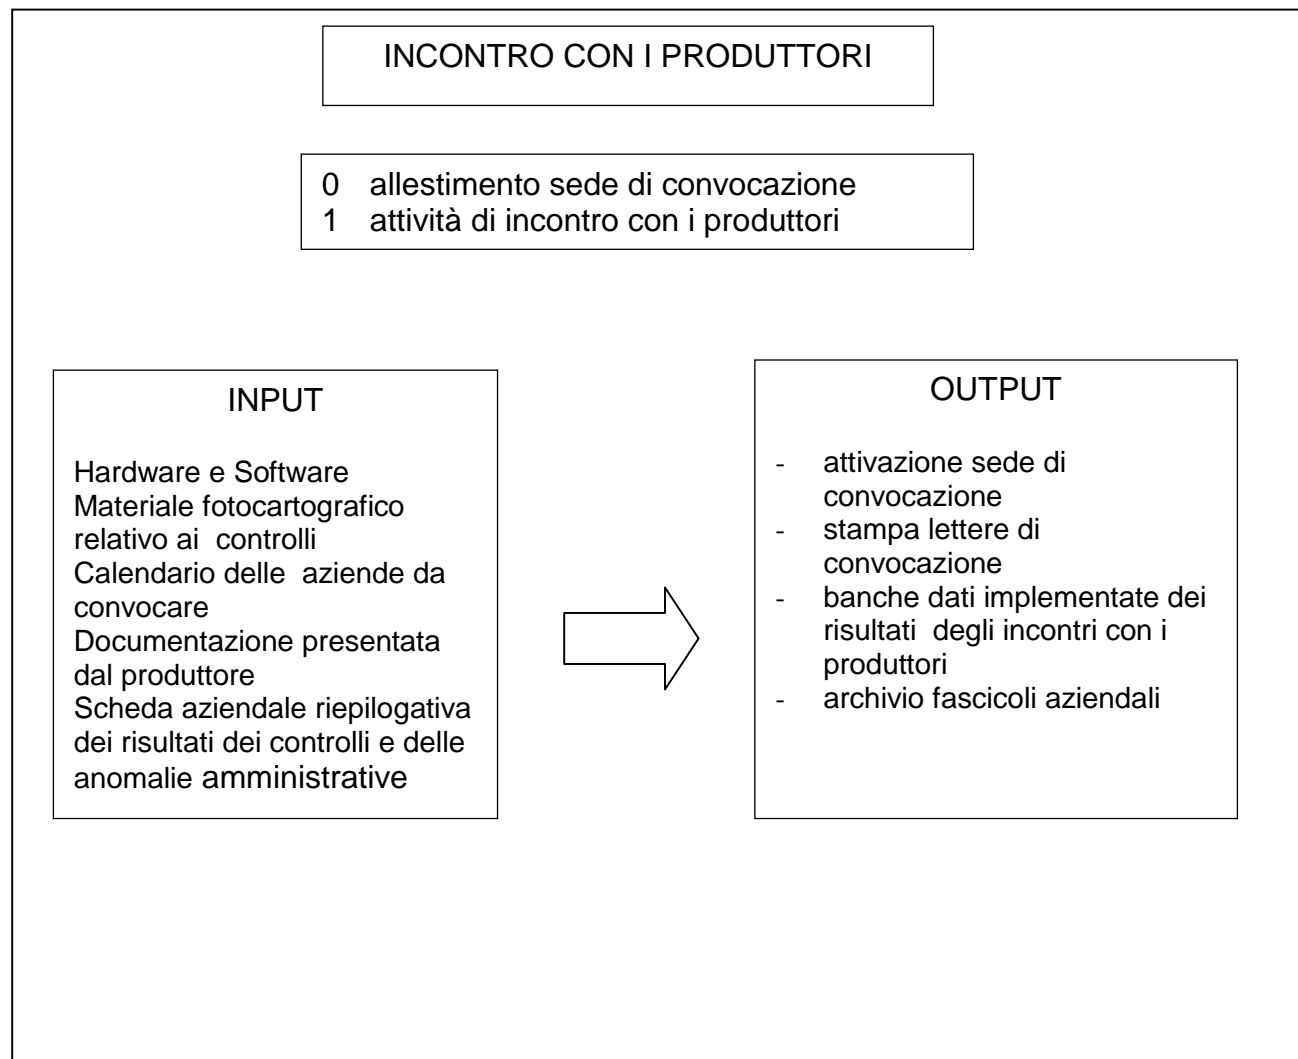 INCONTRO CON I PRODUTTORI
0 allestimento sede di convocazione
1 attività di incontro con i produttori
INPUT
Hardware e Software
Materiale fotocartografico
relativo ai controlli
Calendario delle aziende da
convocare
Documentazione presentata
dal produttore
Scheda aziendale riepilogativa
dei risultati dei controlli e delle
anomalie amministrative
OUTPUT
- attivazione sede di
convocazione
- stampa lettere di
convocazione
- banche dati implementate dei
risultati degli incontri con i
produttori
- archivio fascicoli aziendali